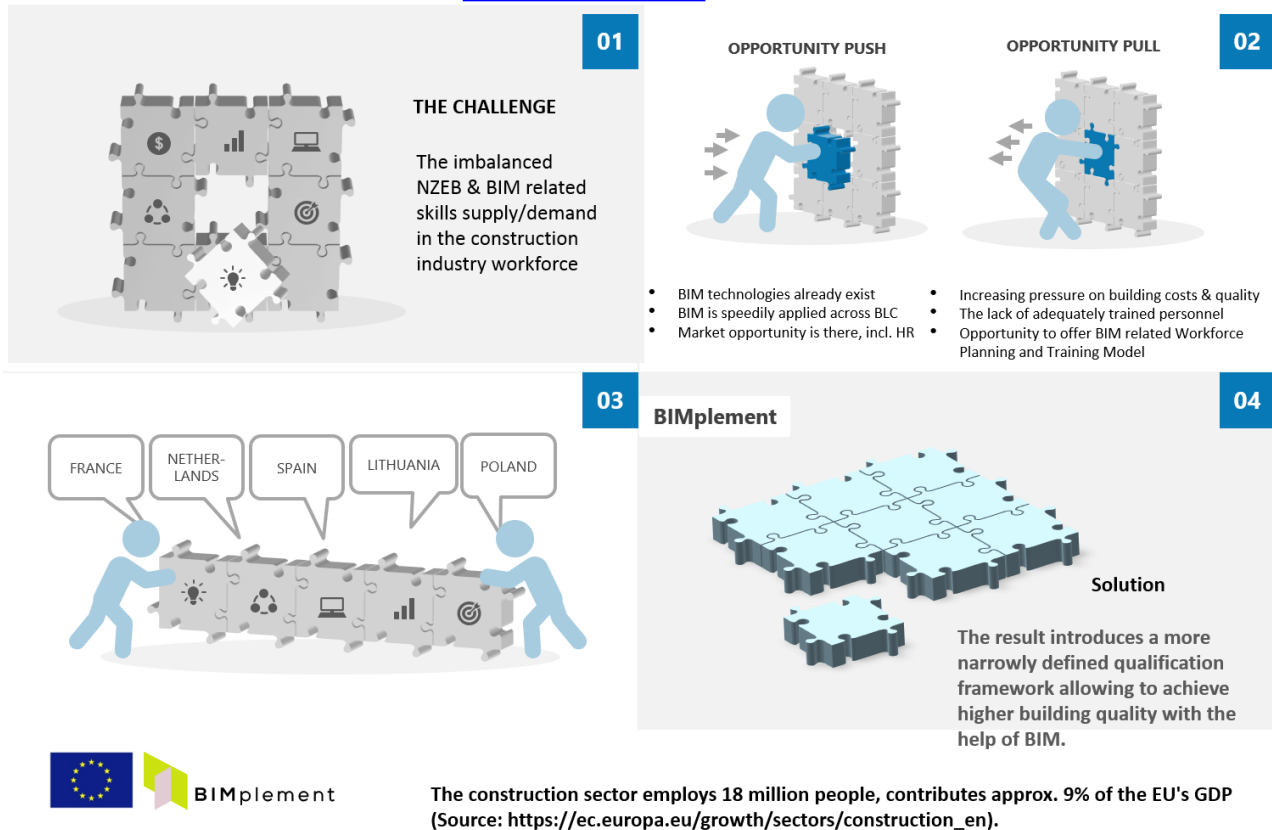 01
THE CHALLENGE
The imbalanced
NZEB & BIM related
skills supply/demand
in the construction
industry workforce
$
02
OPPORTUNITY PUSH
OPPORTUNITY PULL
• BIM technologies already exist
• BIM is speedily applied across BLC
• Market opportunity is there, incl. HR
• Increasing pressure on building costs & quality
• The lack of adequately trained personnel
• Opportunity to offer BIM related Workforce
Planning and Training Model
03
FRANCE
NETHER-
LANDS
SPAIN
LITHUANIA
POLAND
04
BIMplement
Solution
The result introduces a more
narrowly defined qualification
framework allowing to achieve
higher building quality with the
help of BIM.
BIMplement
The construction sector employs 18 million people, contributes approx. 9% of the EU's GDP
(Source: https://ec.europa.eu/growth/sectors/construction_en).